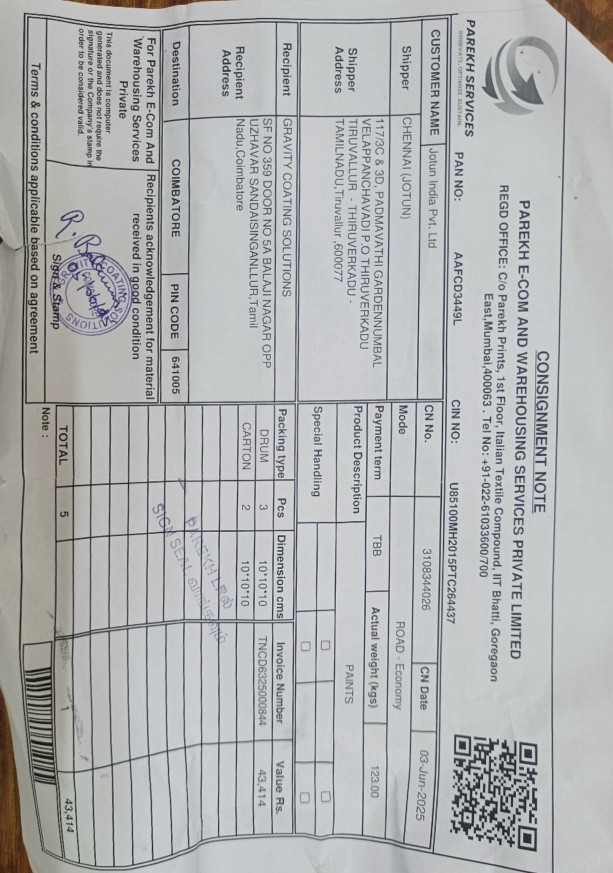 CONSIGNMENT NOTE
PAREKH E-COM AND WAREHOUSING SERVICES PRIVATE LIMITED
REGD OFFICE: C/o Parekh Prints, 1st Floor, Italian Textile Compound, IIT Bhatti, Goregaon
East,Mumbai,400063 . Tel No: +91-022-61033600/700
PAREKH SERVICES
PAN NO: AAFCD3449L CIN NO: U85100MH2015PTC264437
CUSTOMER NAME Jotun India Pvt. Ltd CN No. 3108344026 CN Date 03-Jun-2025
Shipper CHENNAI (JOTUN) Mode ROAD - Economy
Shipper Address
117/3C & 3D, PADMAVATHI GARDENNUMBAL
VELAPPANCHAVADI P.O THIRUVERKADU
TIRUVALLUR - THIRUVERKADU -
TAMILNADU,Tiruvallur ,600077
Payment term TBB Actual weight (kgs) 123.00
Product Description PAINTS
Special Handling
Recipient GRAVITY COATING SOLUTIONS
Recipient Address
SF NO 359 DOOR NO 5A BALAJI NAGAR OPP
UZHAVAR SANDAISINGANLLUR,Tamil
Nadu,Coimbatore
Packing type Pcs Dimension cms Invoice Number Value Rs.
DRUM 3 10*10*10 TNCD6325000844 43,414
CARTON 2 10*10*10
Destination COIMBATORE PIN CODE 641005
PAREKH
SIGN SEAL
For Parekh E-Com And
Warehousing Services
Private
Recipients acknowledgement for material
received in good condition
This document is computer
generated and does not require the
signature or the Company's stamp in
order to be considered valid.
Sign & Stamp
TOTAL 5 1 43,414
Terms & conditions applicable based on agreement
Note :